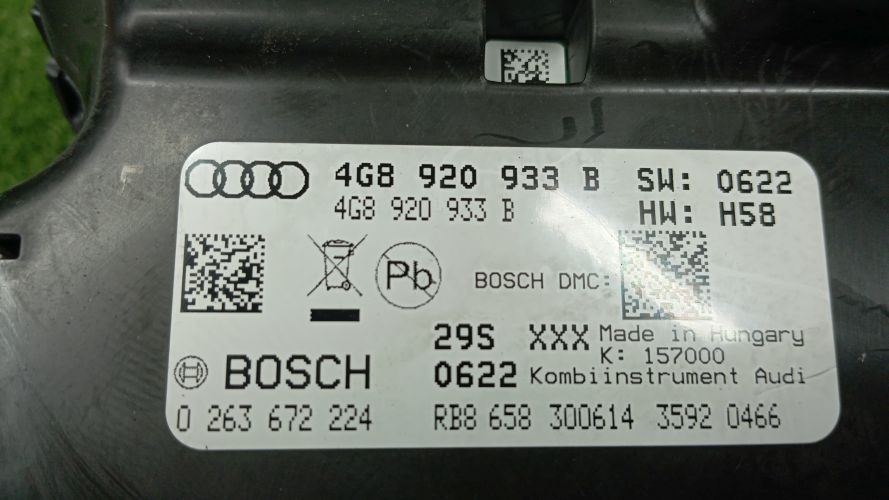 4G8 920 933 B SW: 0622
4G8 920 933 B HW: H58
Pb BOSCH DMC:
29S XXX Made in Hungary
K: 157000
BOSCH 0622 Kombiinstrument Audi
0 263 672 224 RB8 658 300614 3592 0466